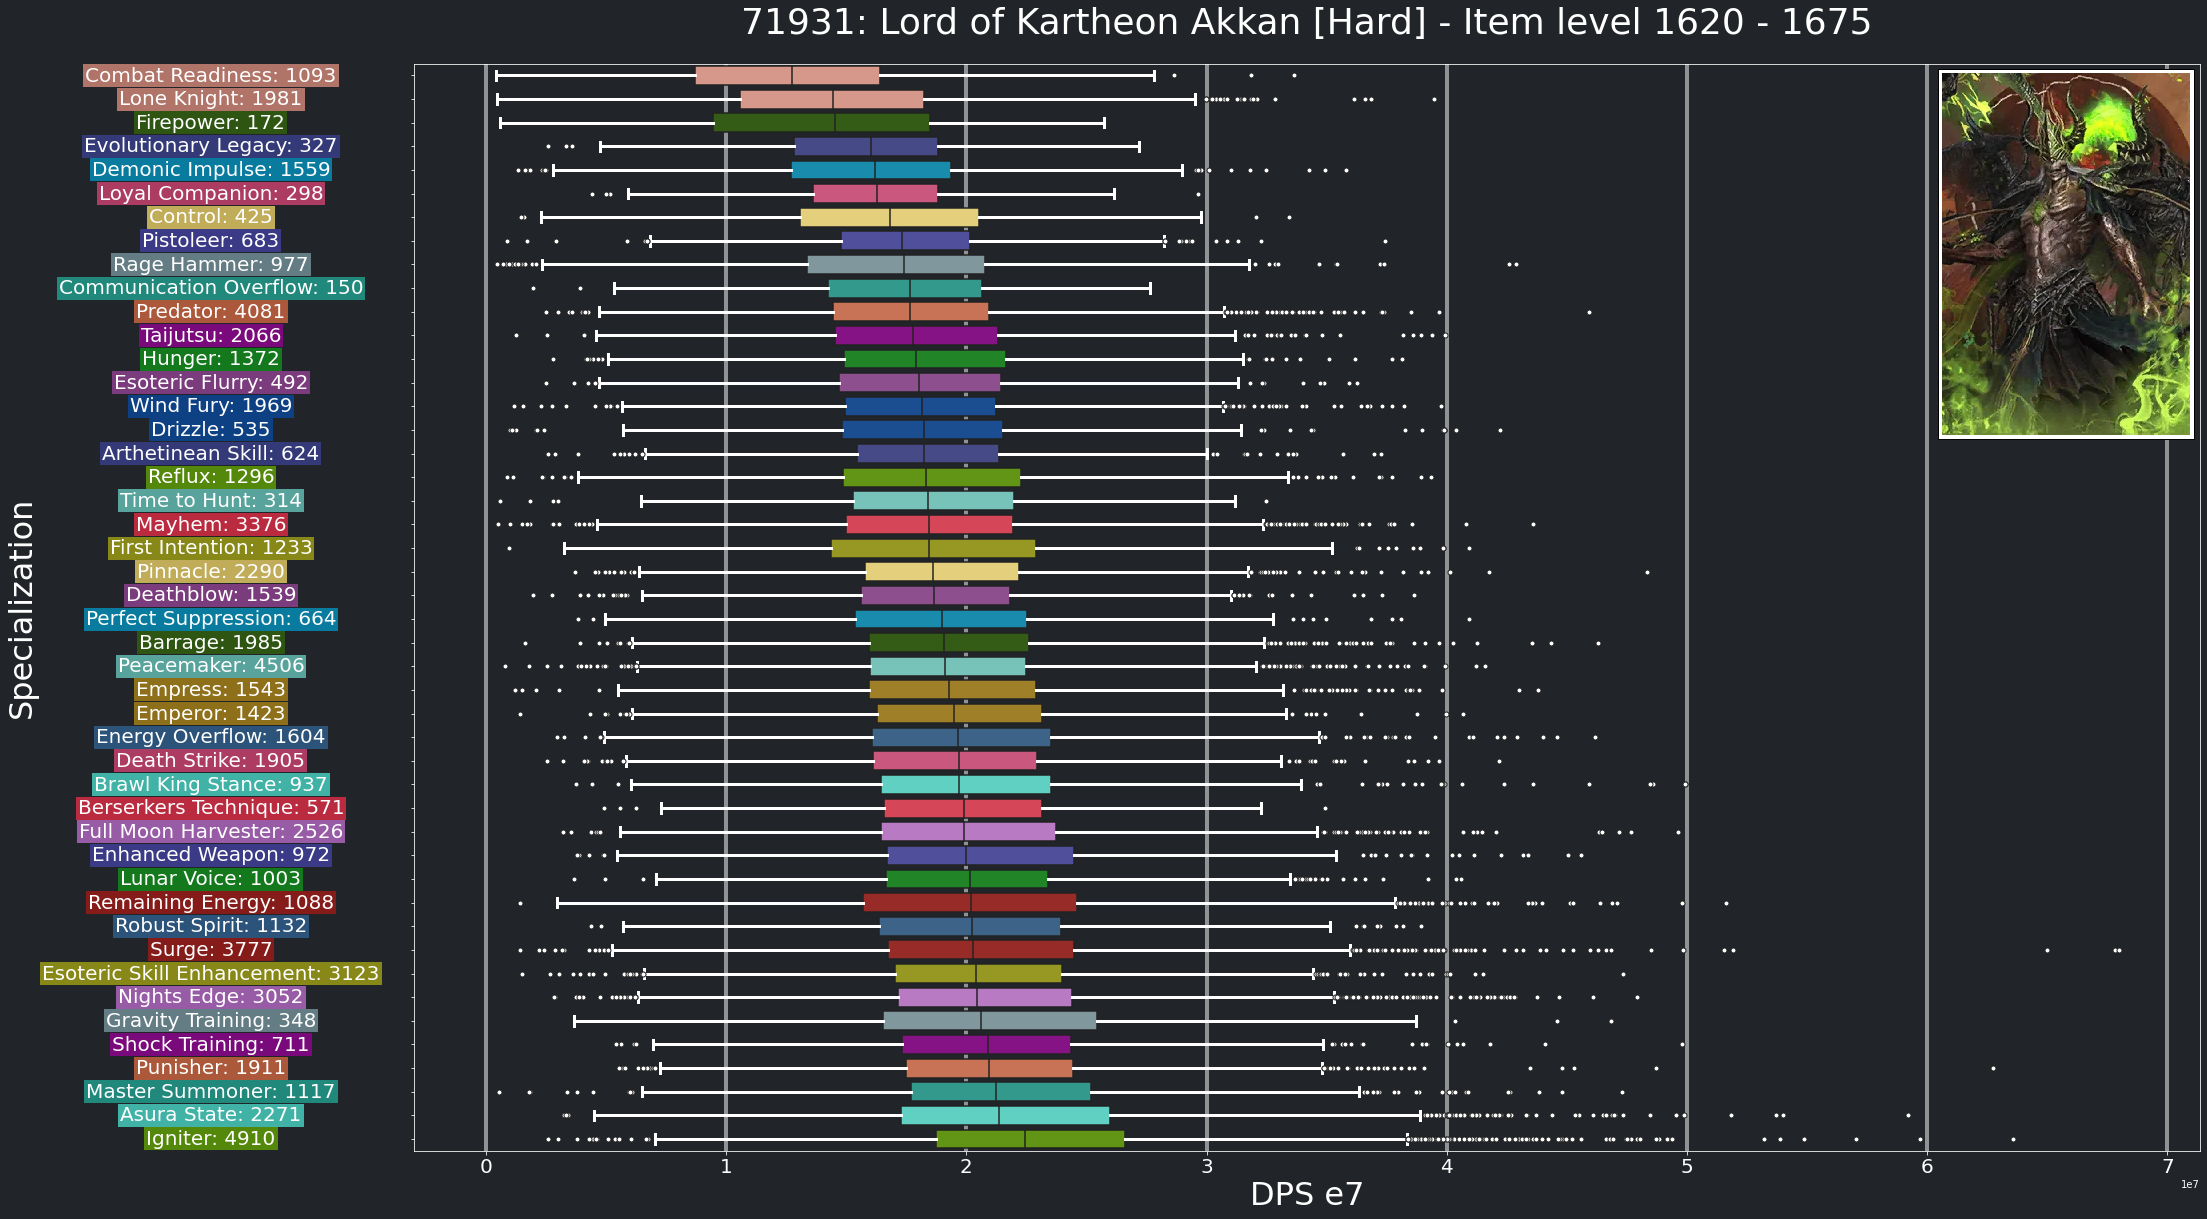 71931: Lord of Kartheon Akkan [Hard] - Item level 1620 - 1675
Specialization
Combat Readiness: 1093
Lone Knight: 1981
Firepower: 172
Evolutionary Legacy: 327
Demonic Impulse: 1559
Loyal Companion: 298
Control: 425
Pistoleer: 683
Rage Hammer: 977
Communication Overflow: 150
Predator: 4081
Taijutsu: 2066
Hunger: 1372
Esoteric Flurry: 492
Wind Fury: 1969
Drizzle: 535
Arthetinean Skill: 624
Reflux: 1296
Time to Hunt: 314
Mayhem: 3376
First Intention: 1233
Pinnacle: 2290
Deathblow: 1539
Perfect Suppression: 664
Barrage: 1985
Peacemaker: 4506
Empress: 1543
Emperor: 1423
Energy Overflow: 1604
Death Strike: 1905
Brawl King Stance: 937
Berserkers Technique: 571
Full Moon Harvester: 2526
Enhanced Weapon: 972
Lunar Voice: 1003
Remaining Energy: 1088
Robust Spirit: 1132
Surge: 3777
Esoteric Skill Enhancement: 3123
Nights Edge: 3052
Gravity Training: 348
Shock Training: 711
Punisher: 1911
Master Summoner: 1117
Asura State: 2271
Igniter: 4910
0 1 2 3 4 5 6 7
DPS e7
1e7